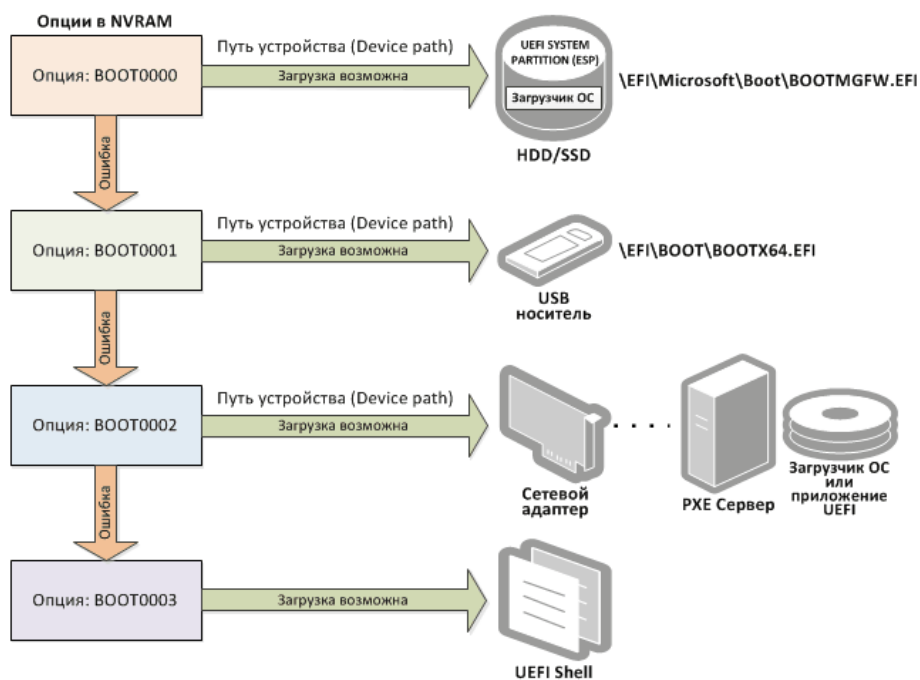 Опции в NVRAM
Опция: BOOT0000
Путь устройства (Device path)
Загрузка возможна
UEFI SYSTEM
PARTITION (ESP)
Загрузчик ОС
HDD/SSD
\EFI\Microsoft\Boot\BOOTMGFW.EFI
Ошибка
Опция: BOOT0001
Путь устройства (Device path)
Загрузка возможна
USB
носитель
\EFI\BOOT\BOOTX64.EFI
Ошибка
Опция: BOOT0002
Путь устройства (Device path)
Загрузка возможна
Сетевой
адаптер
PXE Сервер
Загрузчик ОС
или
приложение
UEFI
Ошибка
Опция: BOOT0003
Загрузка возможна
UEFI Shell